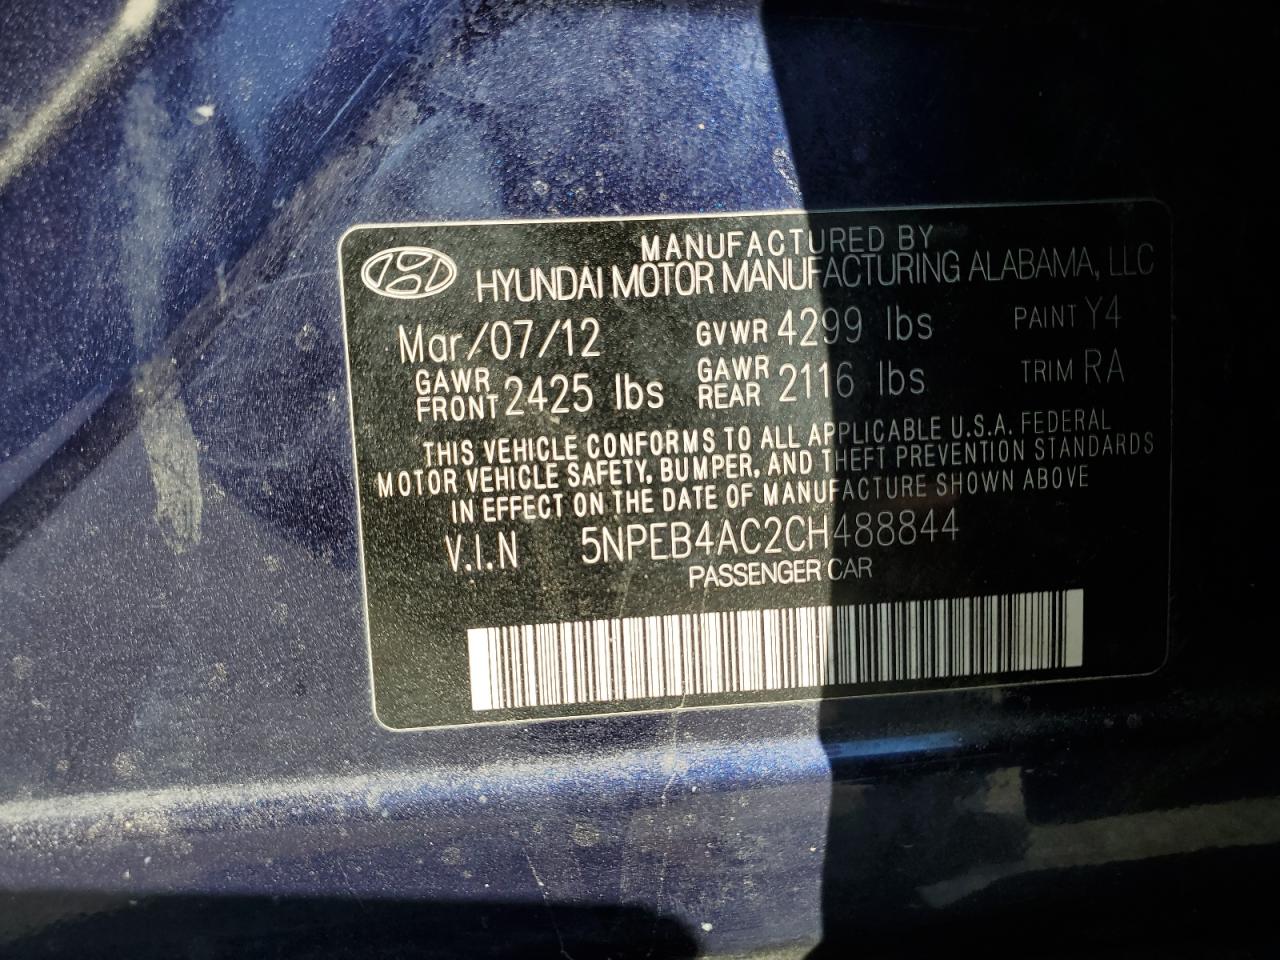 MANUFACTURED BY
HYUNDAI MOTOR MANUFACTURING ALABAMA, LLC
Mar/07/12 GVWR 4299 lbs PAINT Y4
GAWR FRONT 2425 lbs GAWR REAR 2116 lbs TRIM RA
THIS VEHICLE CONFORMS TO ALL APPLICABLE U.S.A. FEDERAL
MOTOR VEHICLE SAFETY, BUMPER, AND THEFT PREVENTION STANDARDS
IN EFFECT ON THE DATE OF MANUFACTURE SHOWN ABOVE
V.I.N 5NPEB4AC2CH488844
PASSENGER CAR